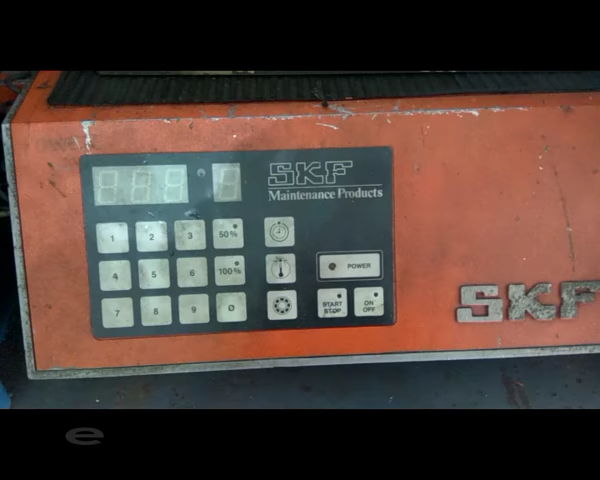 SKF
Maintenance Products
1 2 3 50%
4 5 6 100%
POWER
7 8 9 Ø
START
STOP
ON
OFF
SKF
e